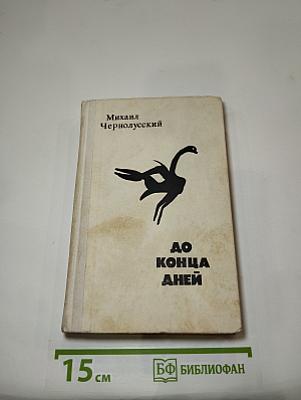 Михаил
Чернолусский
ДО
КОНЦА
ДНЕЙ
15 см
БФ БИБЛИОФАН